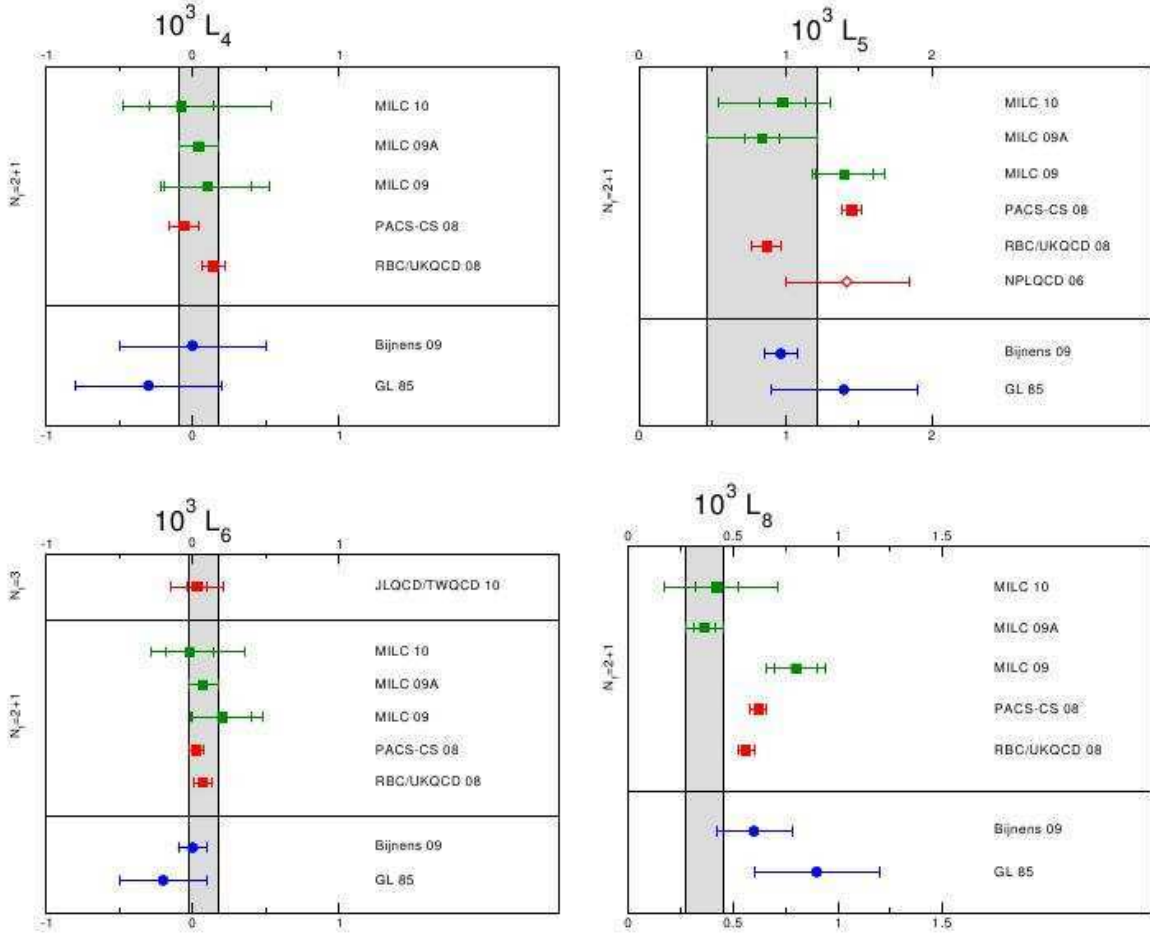 10³ L₄
-1 0 1
MILC 10
MILC 09A
MILC 09
PACS-CS 08
RBC/UKQCD 08
Nf=2+1
Bijnens 09
GL 85
-1 0 1
10³ L₅
0 1 2
MILC 10
MILC 09A
MILC 09
PACS-CS 08
RBC/UKQCD 08
NPLQCD 06
Nf=2+1
Bijnens 09
GL 85
0 1 2
10³ L₆
-1 0 1
Nf=3
JLQCD/TWQCD 10
MILC 10
MILC 09A
MILC 09
PACS-CS 08
RBC/UKQCD 08
Nf=2+1
Bijnens 09
GL 85
-1 0 1
10³ L₈
0 0.5 1 1.5
MILC 10
MILC 09A
MILC 09
PACS-CS 08
RBC/UKQCD 08
Nf=2+1
Bijnens 09
GL 85
0 0.5 1 1.5